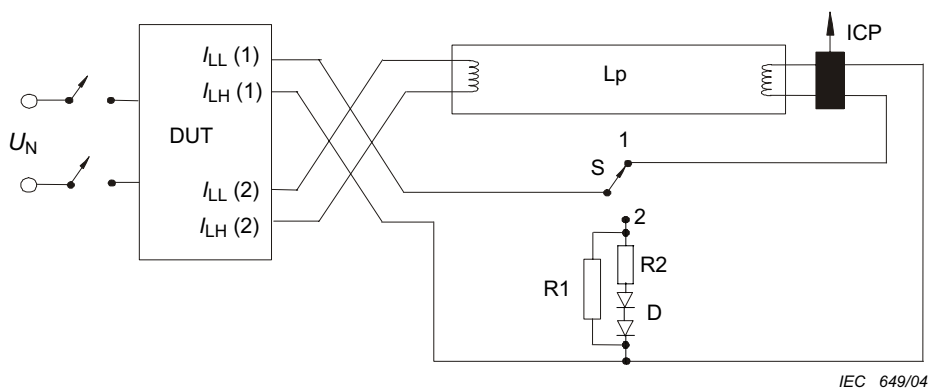 ICP
I_LL (1)
Lp
I_LH (1)
U_N
DUT
1
S
I_LL (2)
2
I_LH (2)
R2
R1
D
IEC 649/04